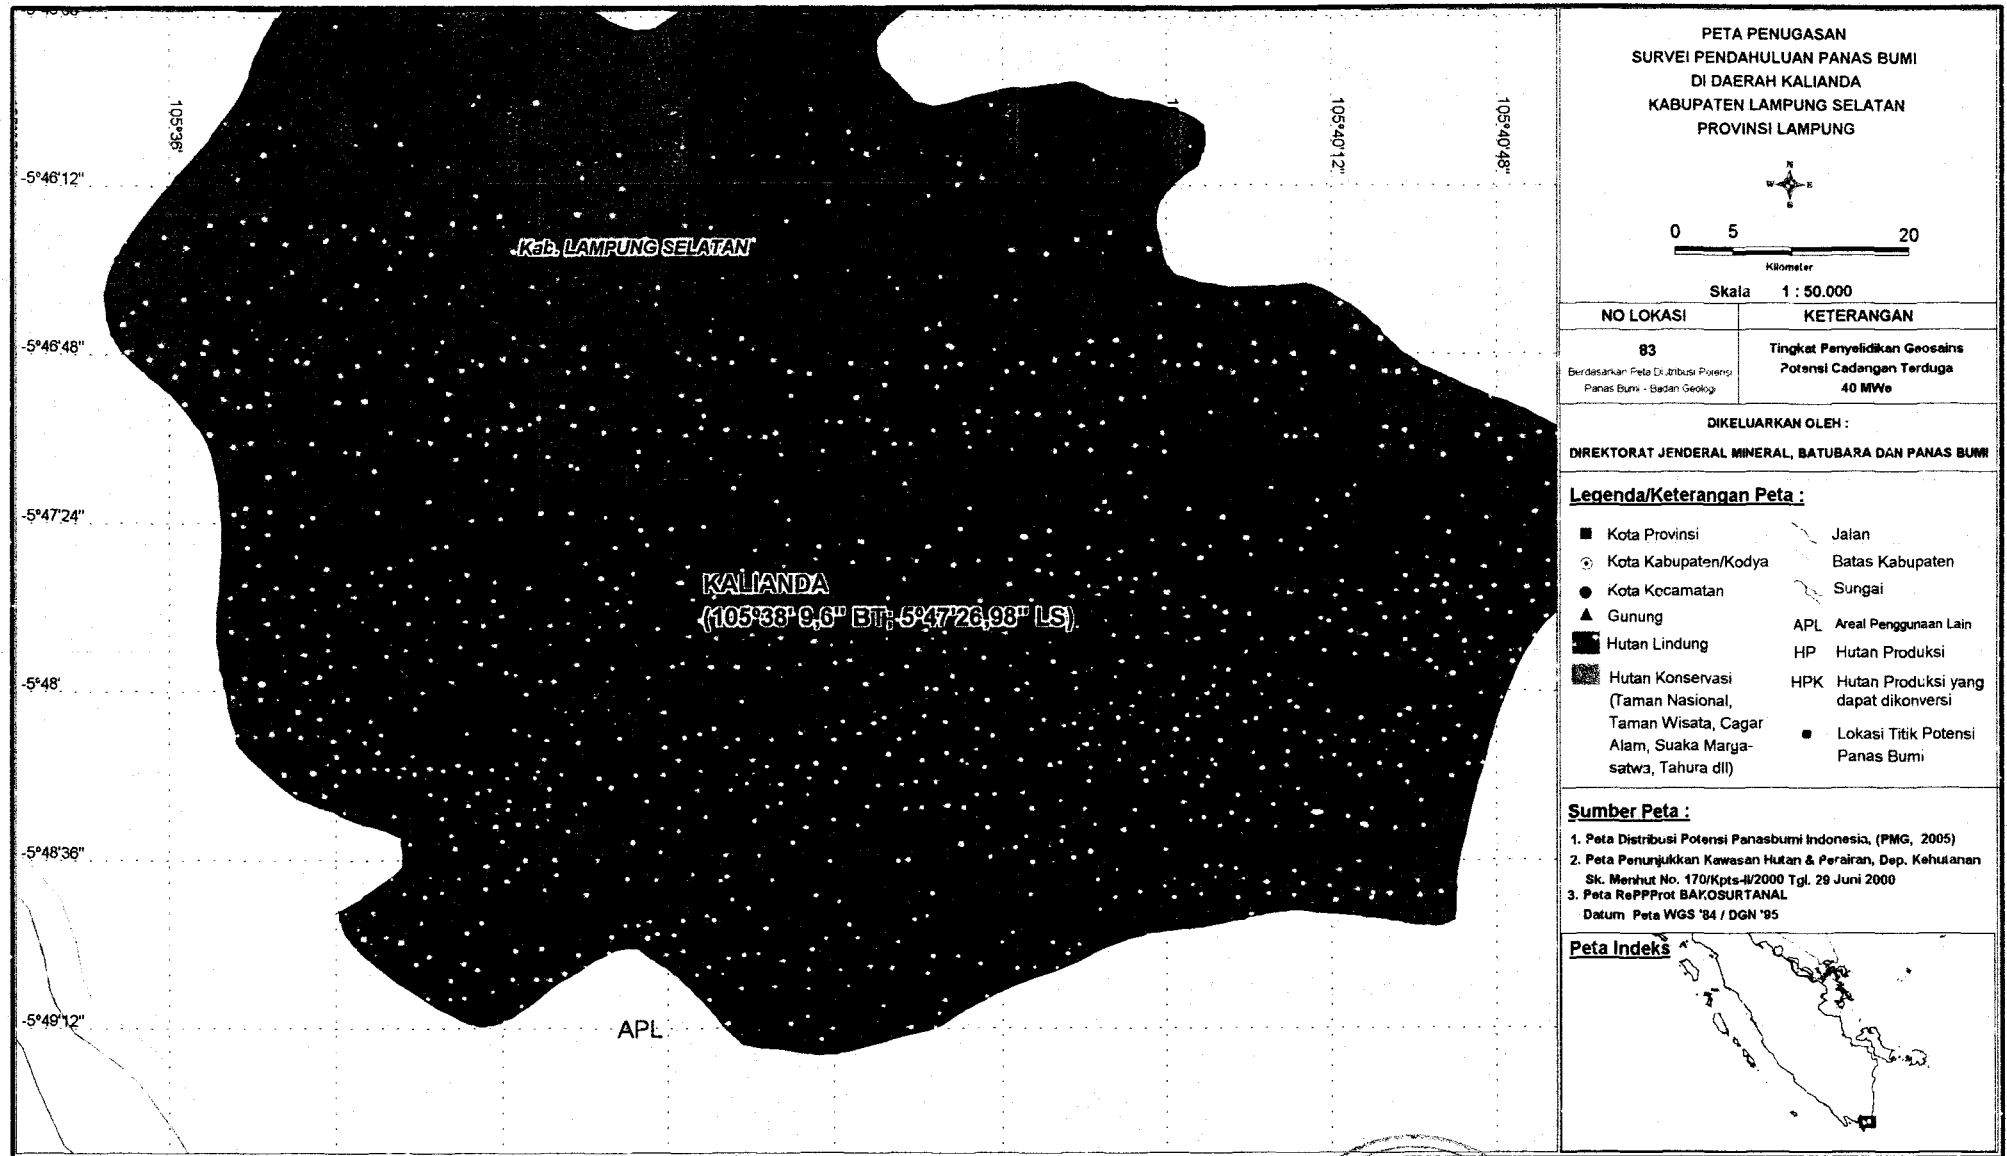 105°36'
105°40'12"
105°40'48"
-5°46'12"
-5°46'48"
-5°47'24"
-5°48'
-5°48'36"
-5°49'12"
Kab. LAMPUNG SELATAN
KALIANDA
(105°38' 9,6" BT; 5°47'26,98" LS)
APL
PETA PENUGASAN
SURVEI PENDAHULUAN PANAS BUMI
DI DAERAH KALIANDA
KABUPATEN LAMPUNG SELATAN
PROVINSI LAMPUNG
N
W E
S
0 5 20
Kilometer
Skala 1 : 50.000
NO LOKASI KETERANGAN
83
Berdasarkan Peta Distribusi Potensi
Panas Bumi - Badan Geologi
Tingkat Penyelidikan Geosains
Potensi Cadangan Terduga
40 MWe
DIKELUARKAN OLEH :
DIREKTORAT JENDERAL MINERAL, BATUBARA DAN PANAS BUMI
Legenda/Keterangan Peta :
Kota Provinsi
Kota Kabupaten/Kodya
Kota Kecamatan
Gunung
Hutan Lindung
Hutan Konservasi
(Taman Nasional,
Taman Wisata, Cagar
Alam, Suaka Marga-
satwa, Tahura dll)
Jalan
Batas Kabupaten
Sungai
APL Areal Penggunaan Lain
HP Hutan Produksi
HPK Hutan Produksi yang
dapat dikonversi
Lokasi Titik Potensi
Panas Bumi
Sumber Peta :
1. Peta Distribusi Potensi Panasbumi Indonesia, (PMG, 2005)
2. Peta Penunjukkan Kawasan Hutan & Perairan, Dep. Kehutanan
Sk. Menhut No. 170/Kpts-II/2000 Tgl. 29 Juni 2000
3. Peta RePPProt BAKOSURTANAL
Datum Peta WGS '84 / DGN '95
Peta Indeks